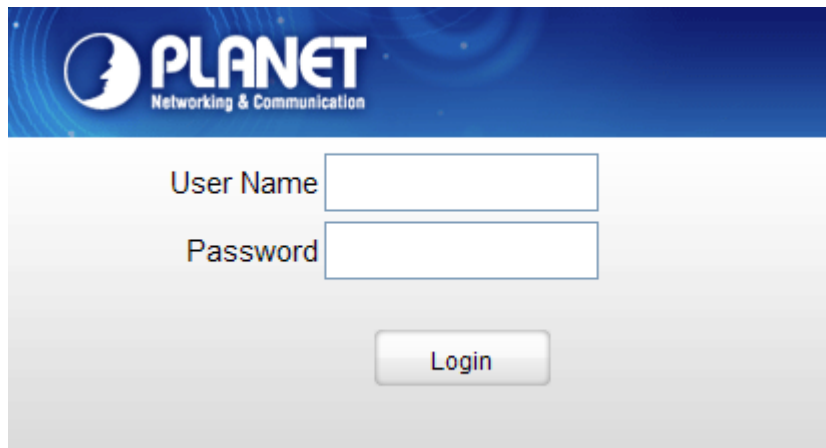 PLANET
Networking & Communication
User Name
Password
Login